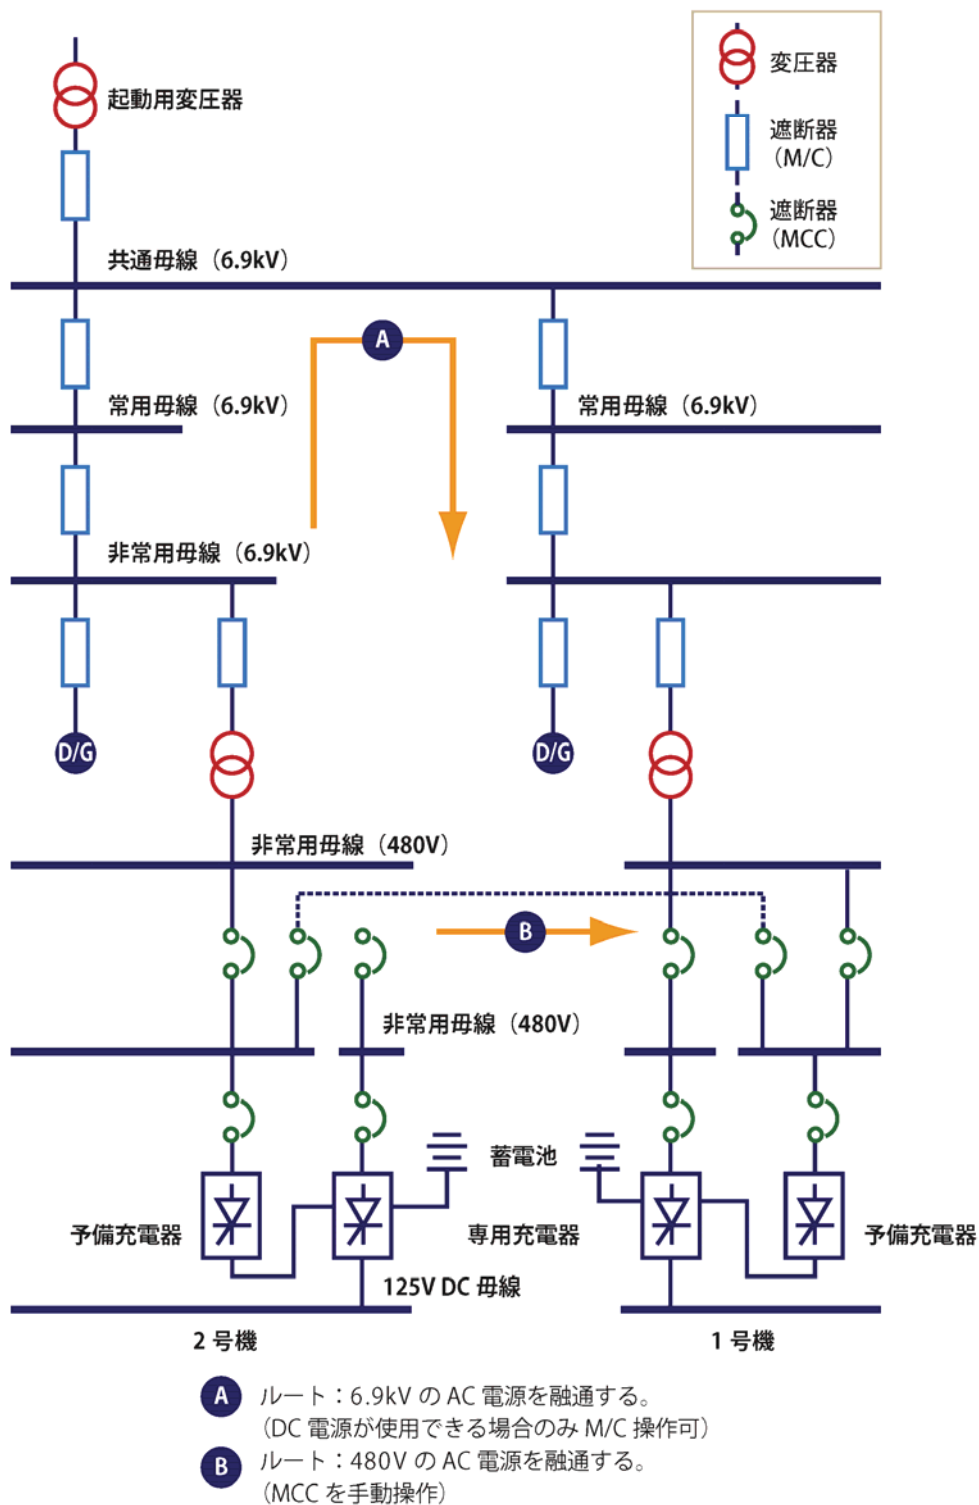 起動用変圧器
変圧器
遮断器
（M/C）
遮断器
（MCC）
共通母線（6.9kV）
A
常用母線（6.9kV）
常用母線（6.9kV）
非常用母線（6.9kV）
D/G
D/G
非常用母線（480V）
B
非常用母線（480V）
蓄電池
予備充電器
専用充電器
予備充電器
125V DC 母線
2 号機
1 号機
A ルート：6.9kV の AC 電源を融通する。
（DC 電源が使用できる場合のみ M/C 操作可）
B ルート：480V の AC 電源を融通する。
（MCC を手動操作）